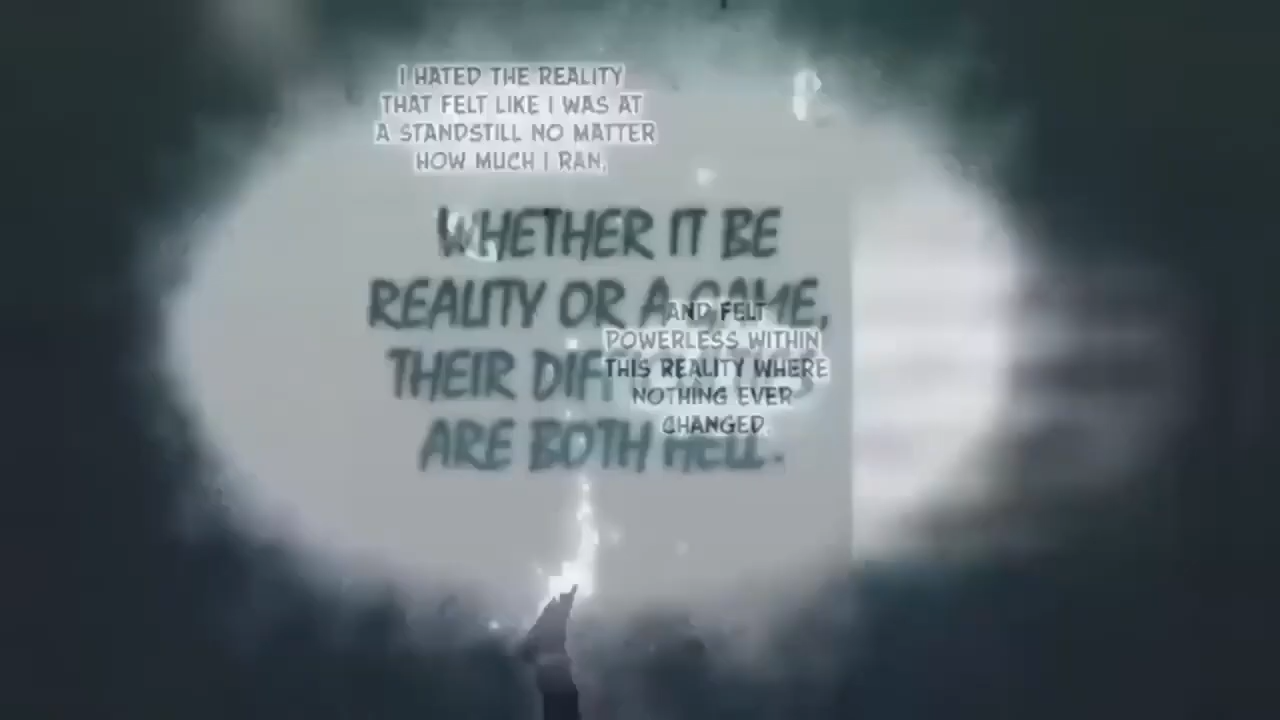 I HATED THE REALITY
THAT FELT LIKE I WAS AT
A STANDSTILL NO MATTER
HOW MUCH I RAN,
WHETHER IT BE
REALITY OR A GAME,
THEIR
ARE BOTH HELL.
AND FELT
POWERLESS WITHIN
THIS REALITY WHERE
NOTHING EVER
CHANGED.